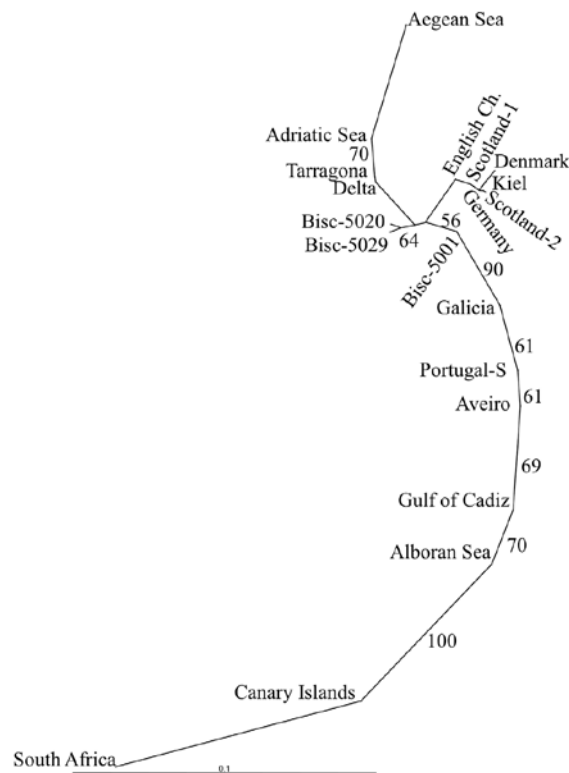 Aegean Sea
English Ch.
Scotland-1
Adriatic Sea
70
Denmark
Tarragona
Kiel
Delta
Scotland-2
Germany
Bisc-5020
56
64
Bisc-5029
Bisc-5001
90
Galicia
61
Portugal-S
61
Aveiro
69
Gulf of Cadiz
70
Alboran Sea
100
Canary Islands
South Africa
0.1